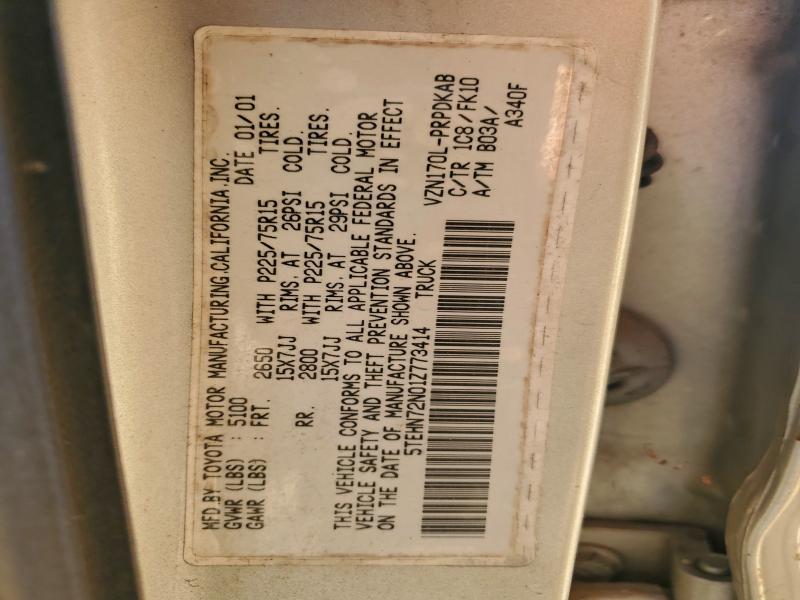 MFD.BY TOYOTA MOTOR MANUFACTURING.CALIFORNIA,INC.
GVWR (LBS) : 5100 DATE 01/01
GAWR (LBS) : FRT. 2650 WITH P225/75R15 TIRES.
15X7JJ RIMS, AT 26PSI COLD.
RR. 2800 WITH P225/75R15 TIRES.
15X7JJ RIMS, AT 29PSI COLD.
THIS VEHICLE CONFORMS TO ALL APPLICABLE FEDERAL MOTOR
VEHICLE SAFETY AND THEFT PREVENTION STANDARDS IN EFFECT
ON THE DATE OF MANUFACTURE SHOWN ABOVE.
5TEHN72N01Z773414 TRUCK
VZN170L-PRPDKAB
C/TR 1C8/FK10
A/TM B03A/
A340F